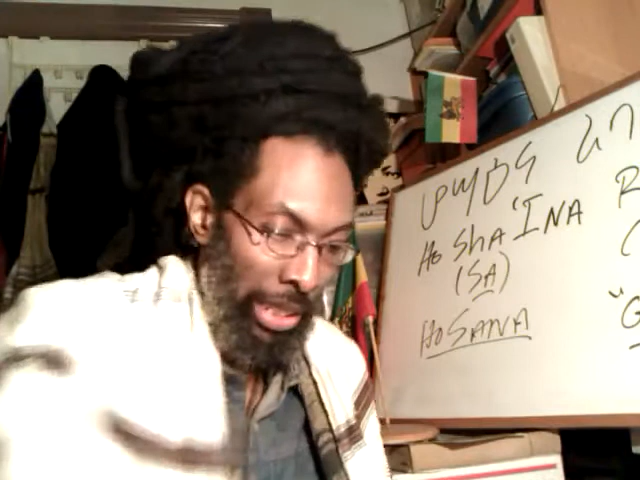 ሆሣዕና
HO SHA 'INA R
(SA) (
HOSANA "G